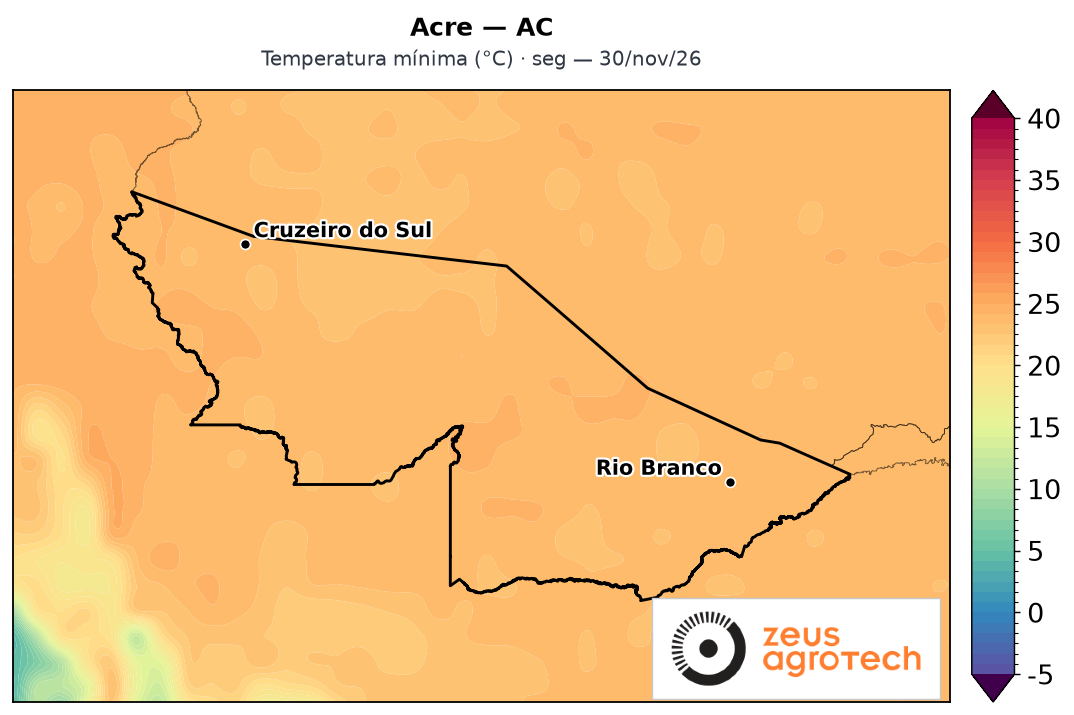 Acre — AC
Temperatura mínima (°C) · seg — 30/nov/26
Cruzeiro do Sul
Rio Branco
zeus
agrotech
40
35
30
25
20
15
10
5
0
-5